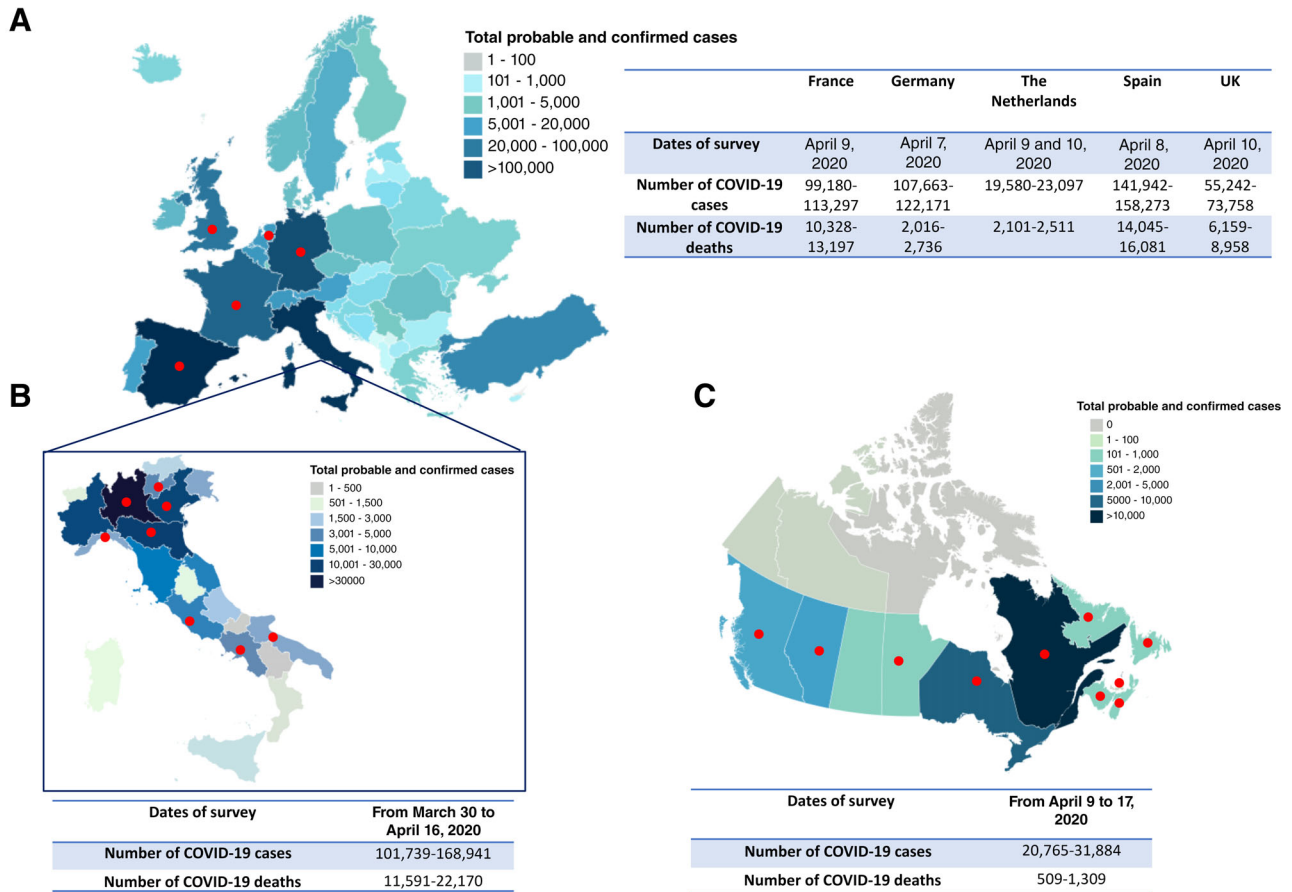 A
Total probable and confirmed cases
1 - 100
101 - 1,000
1,001 - 5,000
5,001 - 20,000
20,000 - 100,000
>100,000
France Germany The Netherlands Spain UK
Dates of survey April 9, 2020 April 7, 2020 April 9 and 10, 2020 April 8, 2020 April 10, 2020
Number of COVID-19 cases 99,180-113,297 107,663-122,171 19,580-23,097 141,942-158,273 55,242-73,758
Number of COVID-19 deaths 10,328-13,197 2,016-2,736 2,101-2,511 14,045-16,081 6,159-8,958
B
Total probable and confirmed cases
1 - 500
501 - 1,500
1,500 - 3,000
3,001 - 5,000
5,001 - 10,000
10,001 - 30,000
>30000
Dates of survey From March 30 to April 16, 2020
Number of COVID-19 cases 101,739-168,941
Number of COVID-19 deaths 11,591-22,170
C
Total probable and confirmed cases
0
1 - 100
101 - 1,000
501 - 2,000
2,001 - 5,000
5000 - 10,000
>10,000
Dates of survey From April 9 to 17, 2020
Number of COVID-19 cases 20,765-31,884
Number of COVID-19 deaths 509-1,309